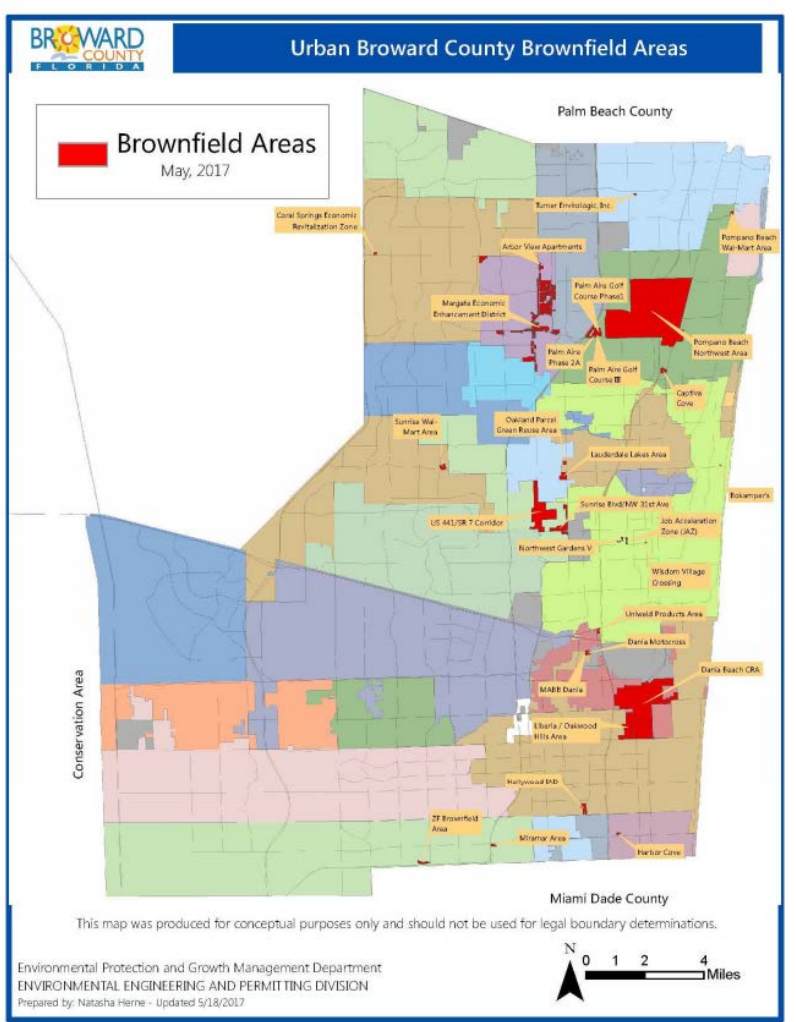 BROWARD
COUNTY
FLORIDA
Urban Broward County Brownfield Areas
Brownfield Areas
May, 2017
Palm Beach County
Turner Envirologic, Inc.
Coral Springs Economic
Revitalization Zone
Pompano Beach
Wal-Mart Area
Arbor View Apartments
Palm Aire Golf
Course Phase1
Margate Economic
Enhancement District
Pompano Beach
Northwest Area
Palm Aire
Phase 2A
Palm Aire Golf
Course III
Captiva
Cove
Sunrise Wal-
Mart Area
Oakland Parcel
Green Reuse Area
Lauderdale Lakes Area
Bokamper's
Sunrise Blvd/NW 31st Ave
US 441/SR 7 Corridor
Job Acceleration
Zone (JAZ)
Northwest Gardens V
Wisdom Village
Crossing
Uniweld Products Area
Dania Motocross
Dania Beach CRA
MABB Dania
Liberia / Oakwood
Hills Area
Conservation Area
Hollywood INB
ZF Brownfield
Area
Miramar Area
Harbor Cove
Miami Dade County
This map was produced for conceptual purposes only and should not be used for legal boundary determinations.
Environmental Protection and Growth Management Department
ENVIRONMENTAL ENGINEERING AND PERMITTING DIVISION
Prepared by: Natasha Herne - Updated 5/18/2017
N
0 1 2 4
Miles